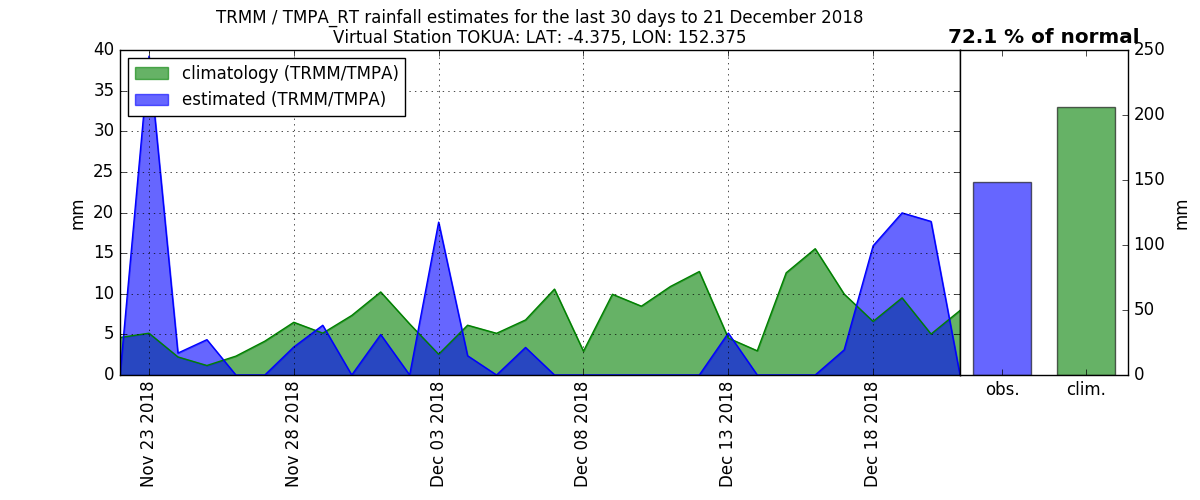 TRMM / TMPA_RT rainfall estimates for the last 30 days to 21 December 2018
Virtual Station TOKUA: LAT: -4.375, LON: 152.375
72.1 % of normal
climatology (TRMM/TMPA)
estimated (TRMM/TMPA)
mm
40
35
30
25
20
15
10
5
0
Nov 23 2018
Nov 28 2018
Dec 03 2018
Dec 08 2018
Dec 13 2018
Dec 18 2018
obs.
clim.
250
200
150
100
50
0
mm